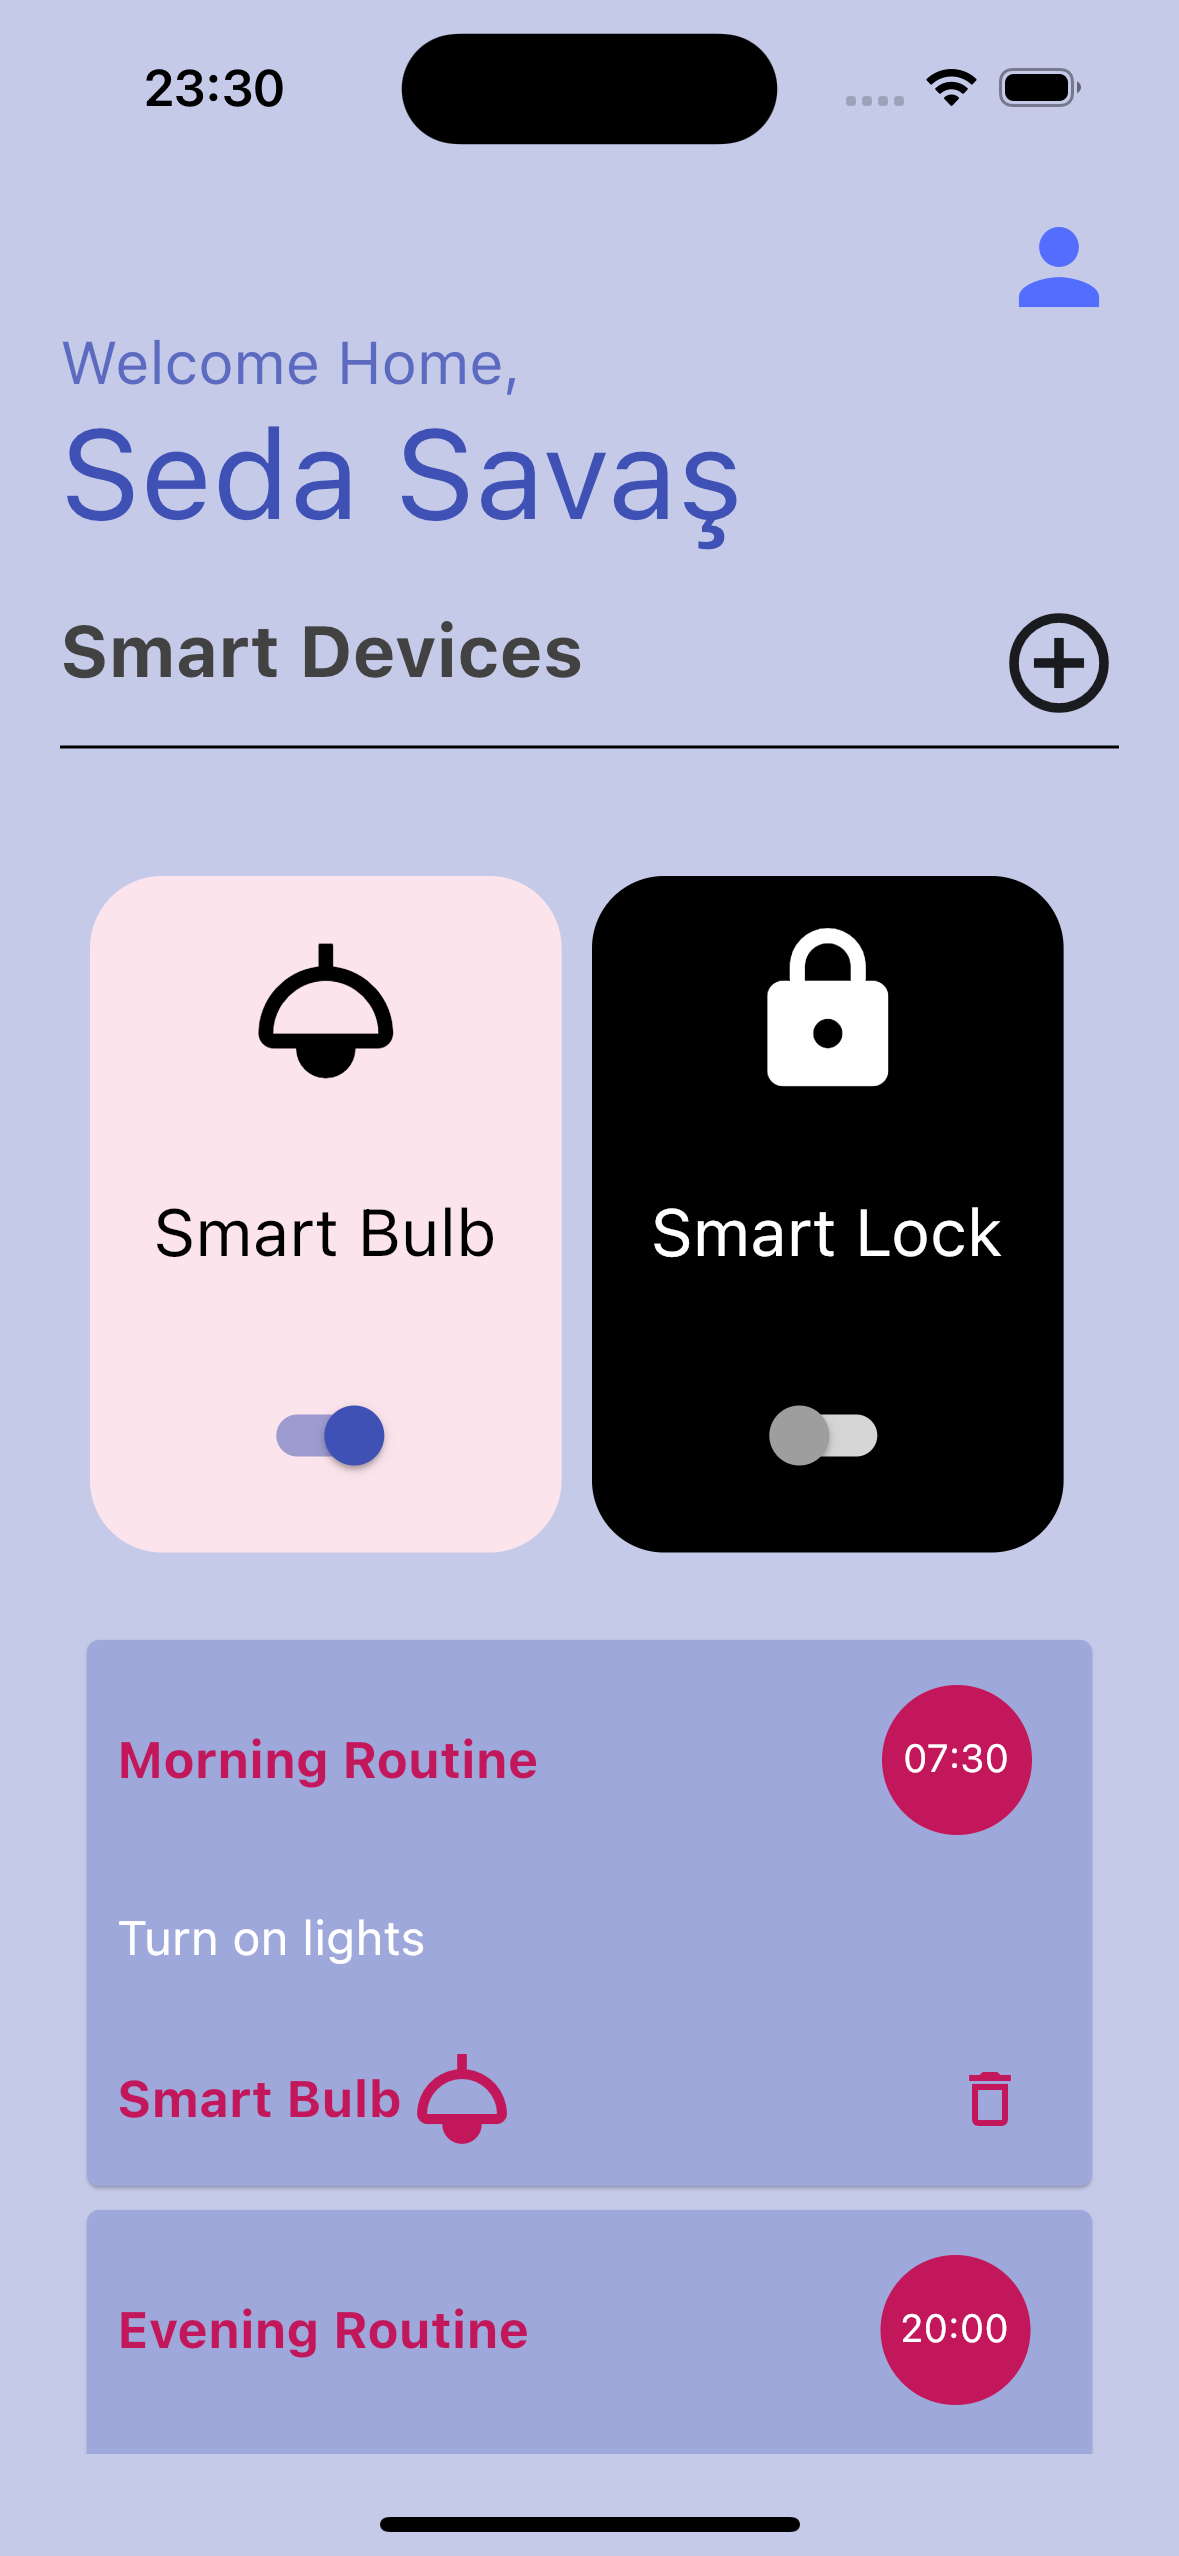 23:30
Welcome Home,
Seda Savaş
Smart Devices
Smart Bulb
Smart Lock
Morning Routine
07:30
Turn on lights
Smart Bulb
Evening Routine
20:00